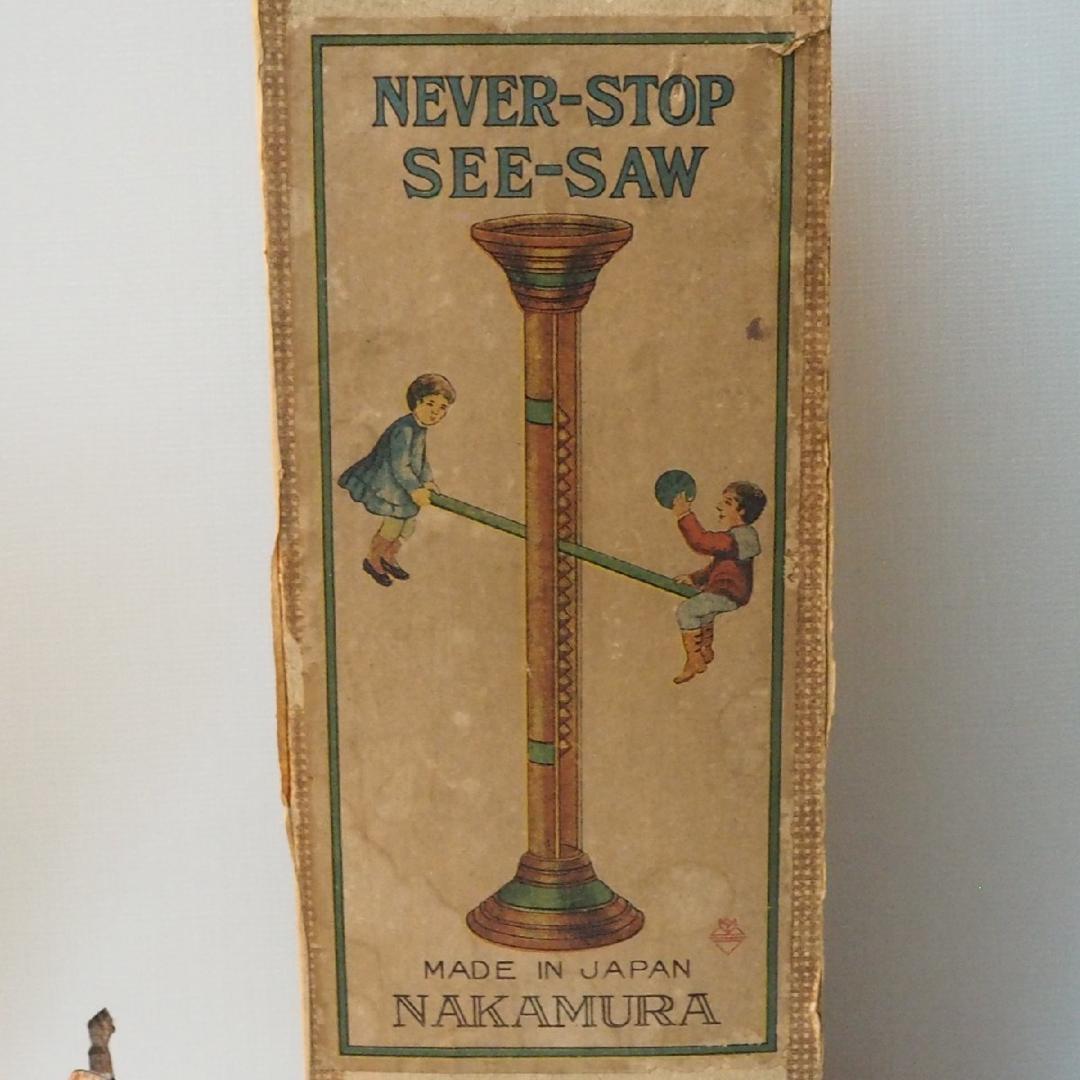 NEVER-STOP
SEE-SAW
MADE IN JAPAN
NAKAMURA